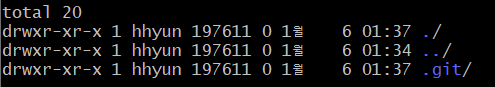 total 20
drwxr-xr-x 1 hhyun 197611 0 1월    6 01:37 ./
drwxr-xr-x 1 hhyun 197611 0 1월    6 01:34 ../
drwxr-xr-x 1 hhyun 197611 0 1월    6 01:37 .git/